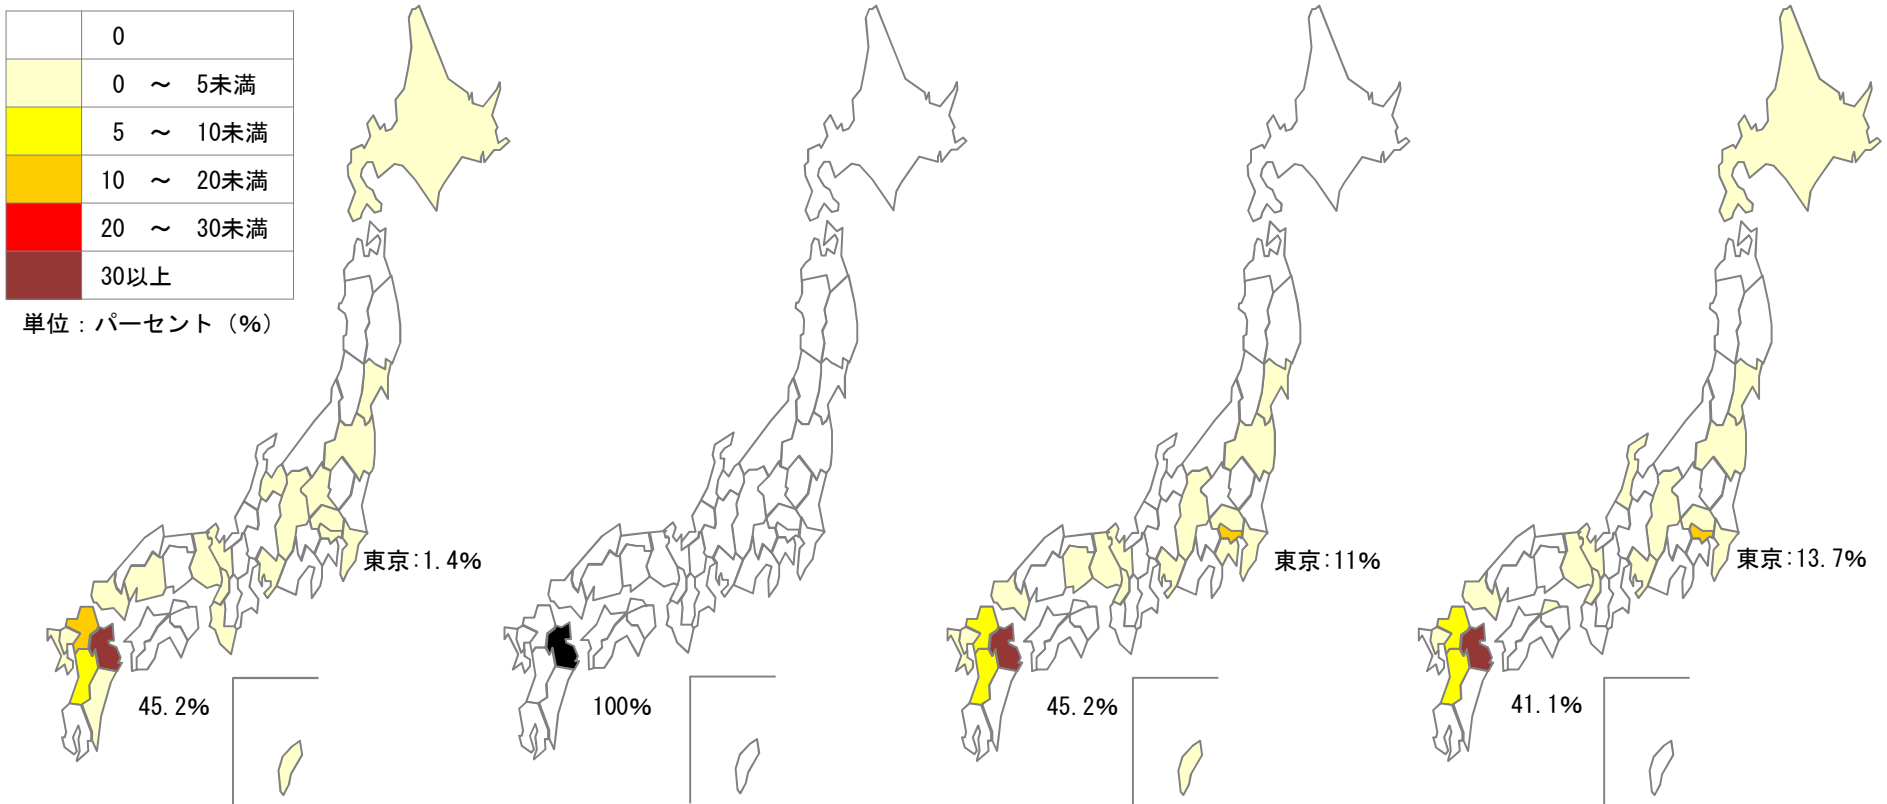 0
0 ～ 5未満
5 ～ 10未満
10 ～ 20未満
20 ～ 30未満
30以上
単位：パーセント（%）
東京:1.4%
東京:11%
東京:13.7%
45.2%
100%
45.2%
41.1%